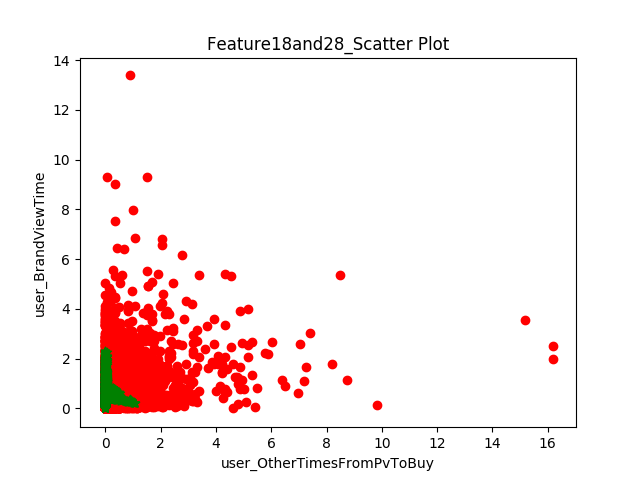 Feature18and28_Scatter Plot
14
12
10
8
6
4
2
0
user_BrandViewTime
0 2 4 6 8 10 12 14 16
user_OtherTimesFromPvToBuy